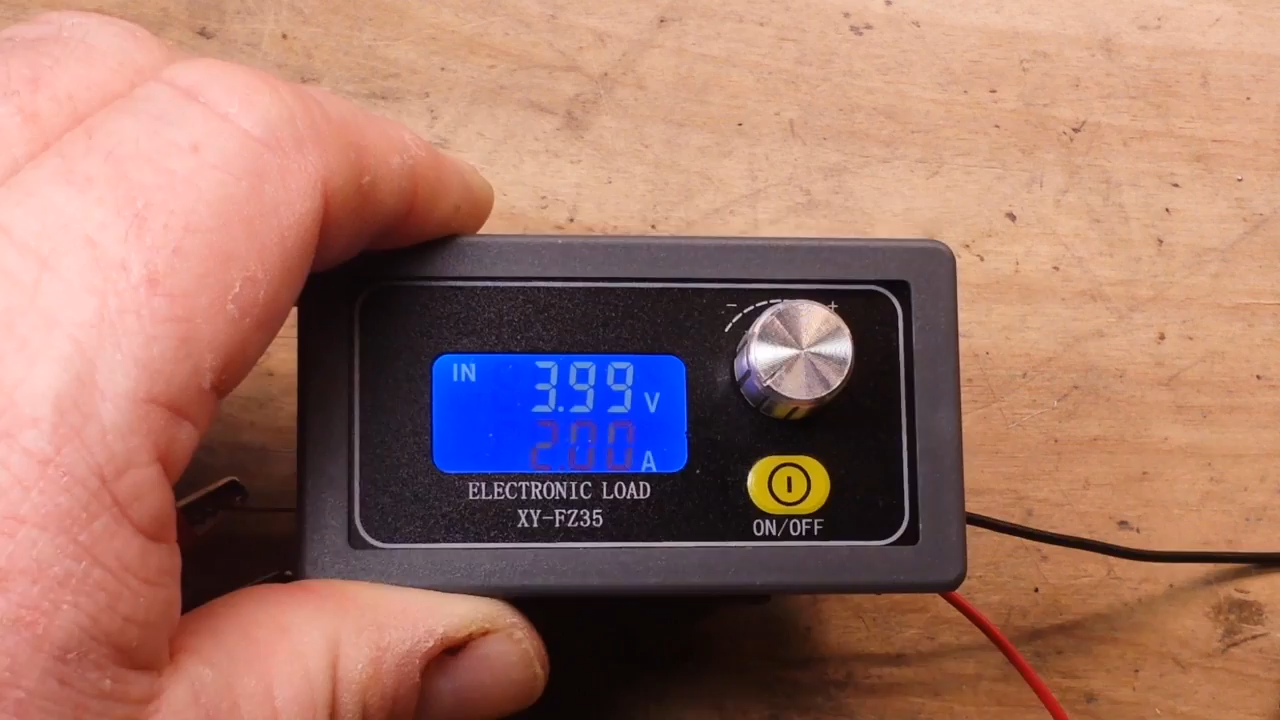 - +
IN 3.99 V
2.00 A
ELECTRONIC LOAD
XY-FZ35
ON/OFF